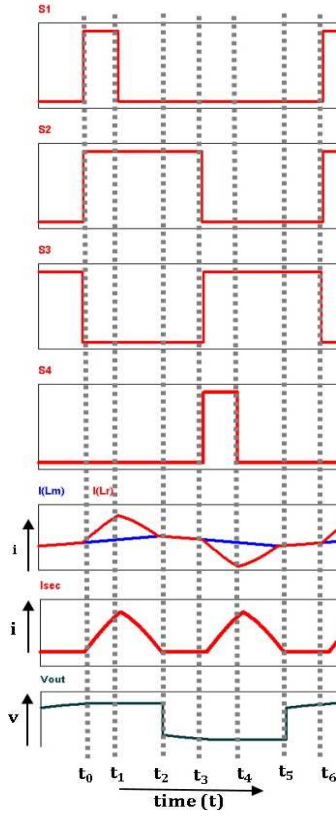 S1
S2
S3
S4
I(Lm) I(Lr)
i
Isec
i
Vout
v
t0 t1 t2 t3 t4 t5 t6
time (t)